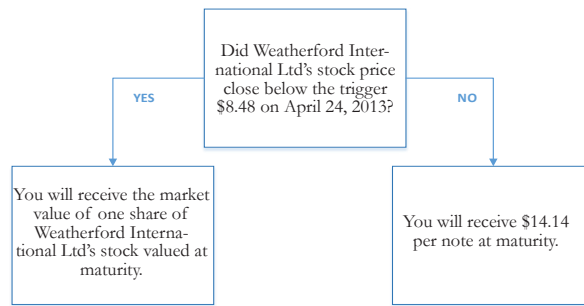 Did Weatherford Inter-
national Ltd's stock price
close below the trigger
$8.48 on April 24, 2013?
YES
NO
You will receive the market
value of one share of
Weatherford Interna-
tional Ltd's stock valued at
maturity.
You will receive $14.14
per note at maturity.